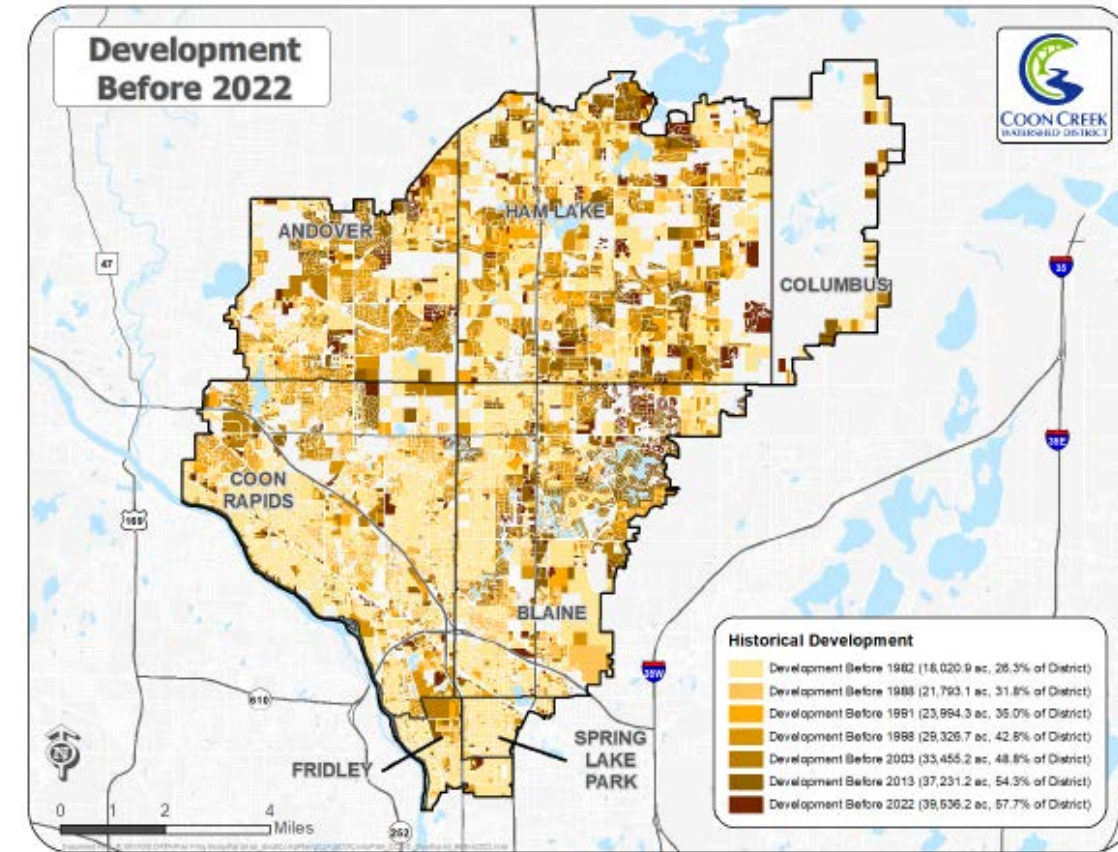 Development
Before 2022
COON CREEK
WATERSHED DISTRICT
ANDOVER
HAM LAKE
COLUMBUS
47
35
35E
COON
RAPIDS
169
BLAINE
35W
610
FRIDLEY
SPRING
LAKE
PARK
252
N
0 1 2 4
Miles
Historical Development
Development Before 1982 (18,020.9 ac, 26.3% of District)
Development Before 1988 (21,793.1 ac, 31.8% of District)
Development Before 1991 (23,994.3 ac, 35.0% of District)
Development Before 1998 (29,326.7 ac, 42.8% of District)
Development Before 2003 (33,455.2 ac, 48.8% of District)
Development Before 2013 (37,231.2 ac, 54.3% of District)
Development Before 2022 (39,536.2 ac, 57.7% of District)